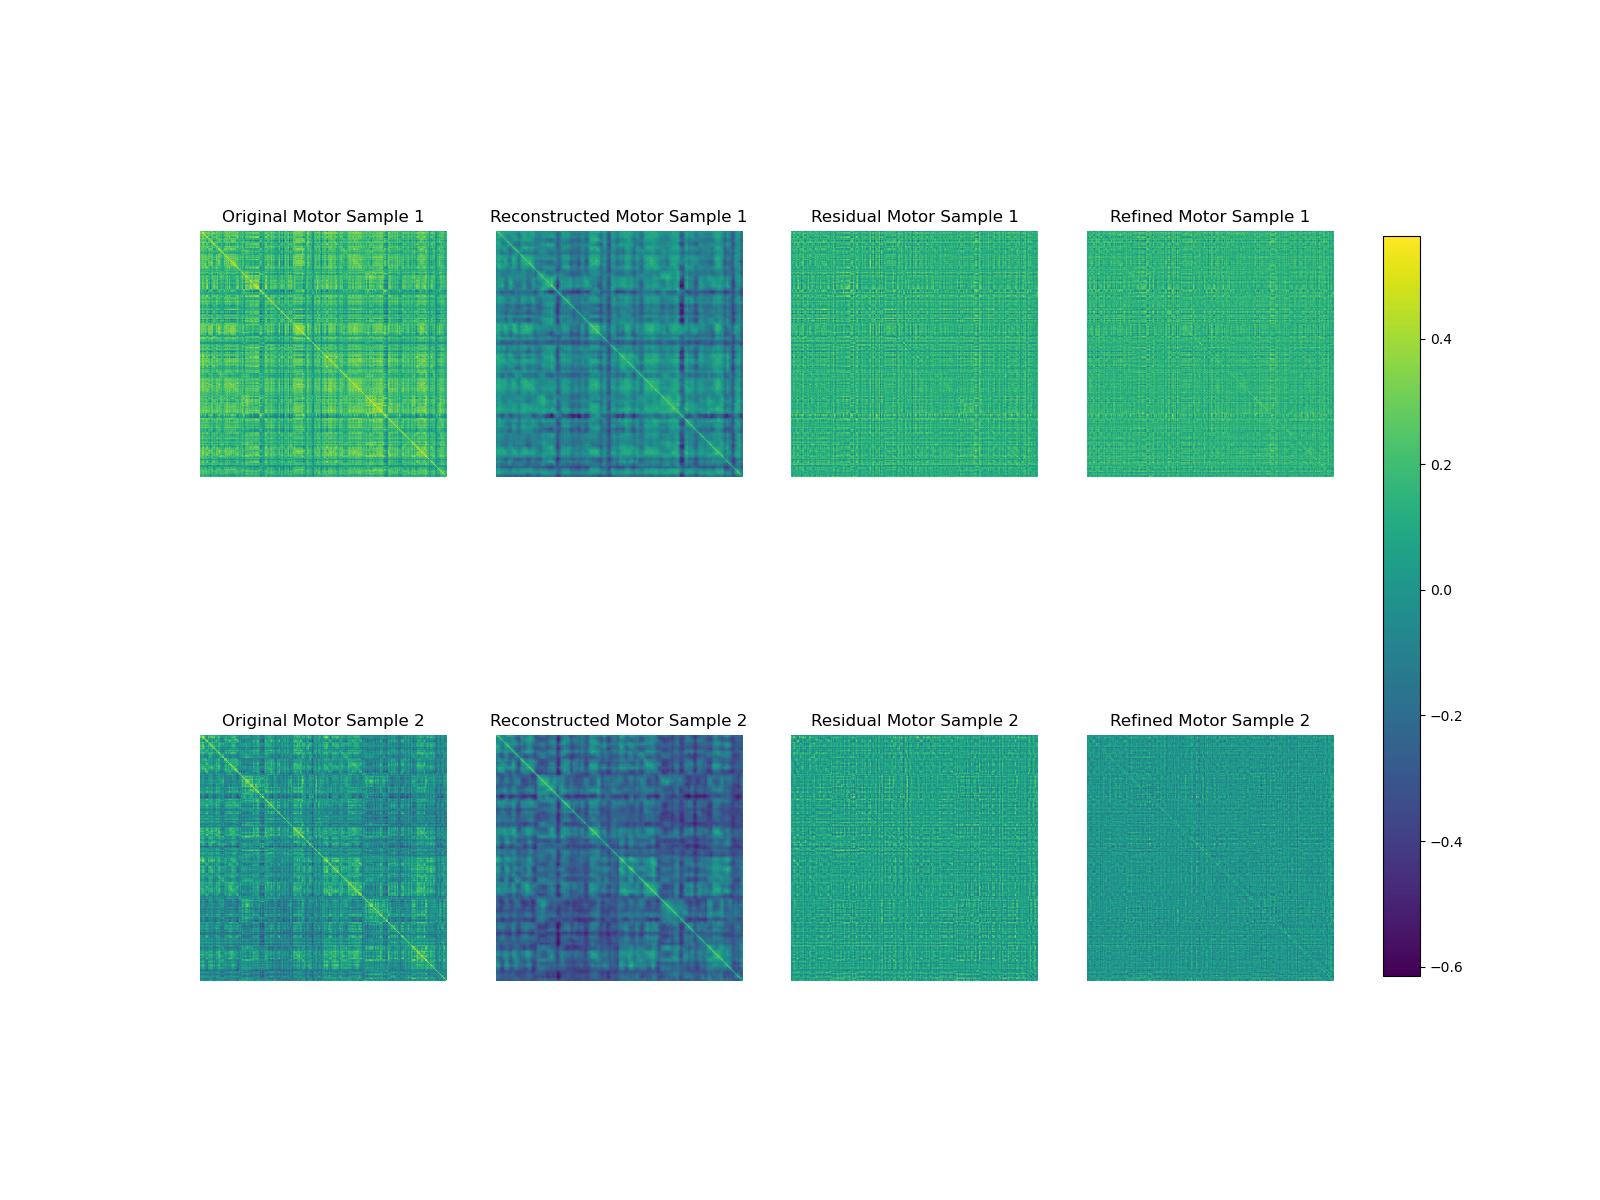 Original Motor Sample 1
Reconstructed Motor Sample 1
Residual Motor Sample 1
Refined Motor Sample 1
0.4
0.2
0.0
−0.2
−0.4
−0.6
Original Motor Sample 2
Reconstructed Motor Sample 2
Residual Motor Sample 2
Refined Motor Sample 2